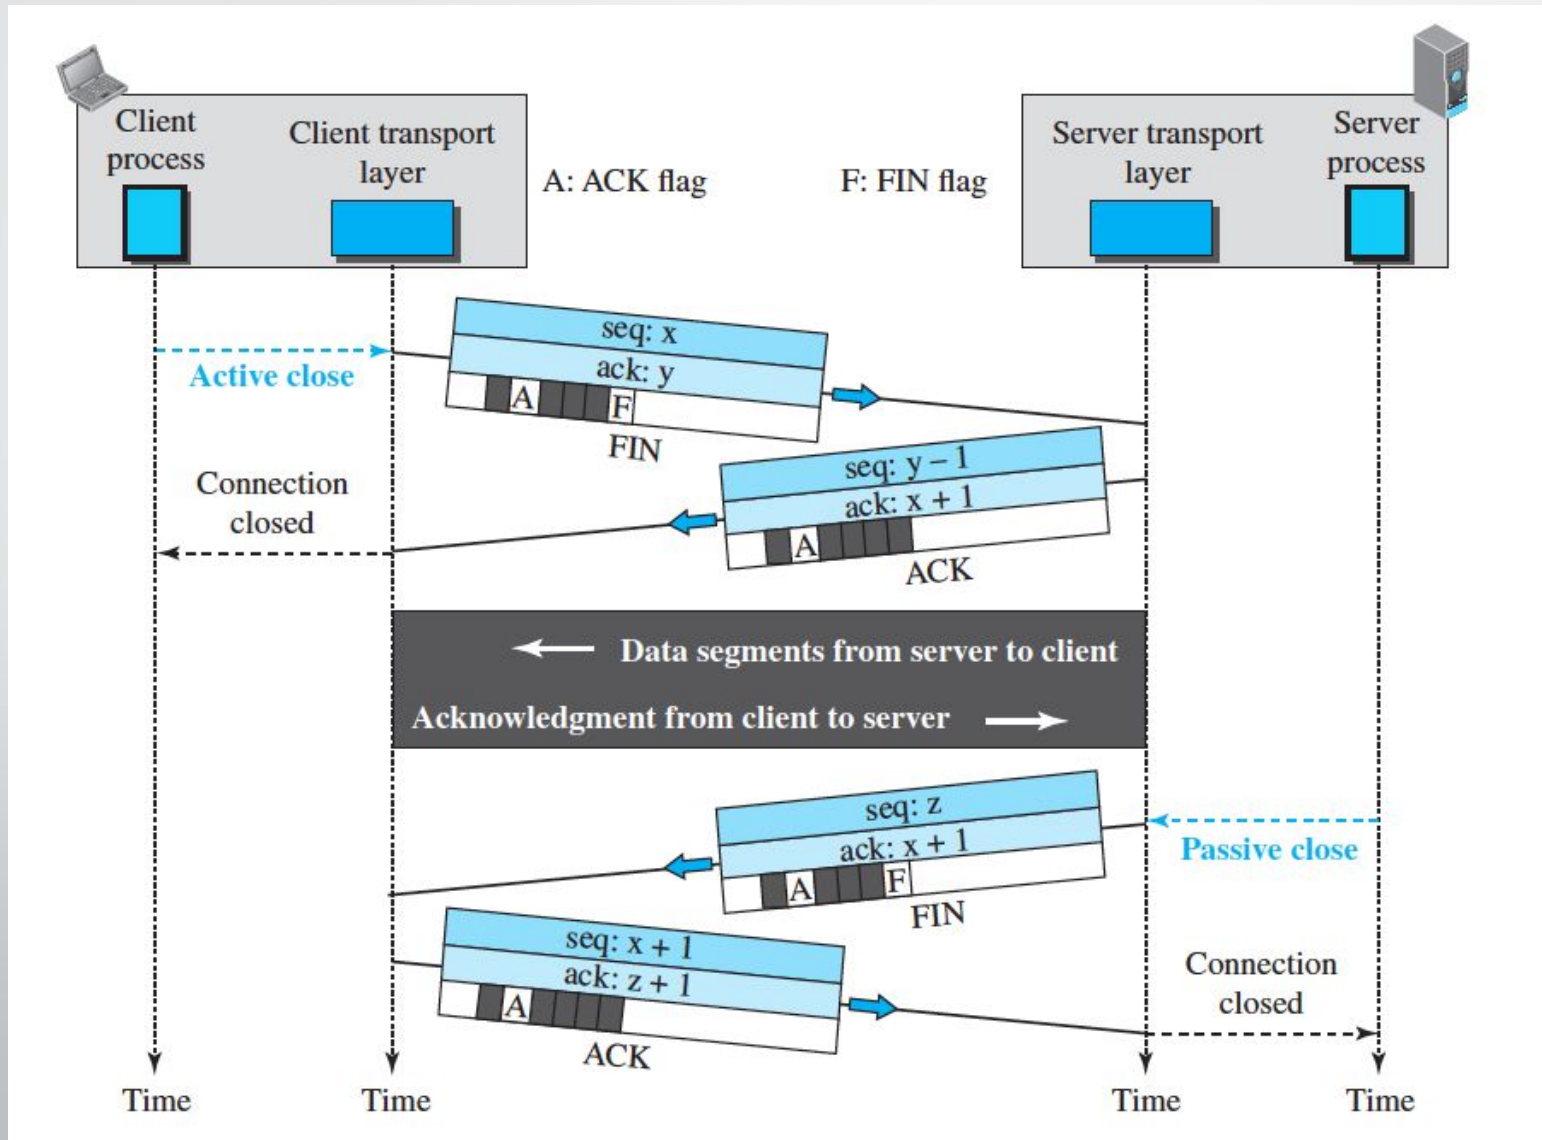 Client
process
Client transport
layer
A: ACK flag
F: FIN flag
Server transport
layer
Server
process
Active close
seq: x
ack: y
A F
FIN
seq: y – 1
ack: x + 1
A
ACK
Connection
closed
Data segments from server to client
Acknowledgment from client to server
seq: z
ack: x + 1
A F
FIN
Passive close
seq: x + 1
ack: z + 1
A
ACK
Connection
closed
Time
Time
Time
Time